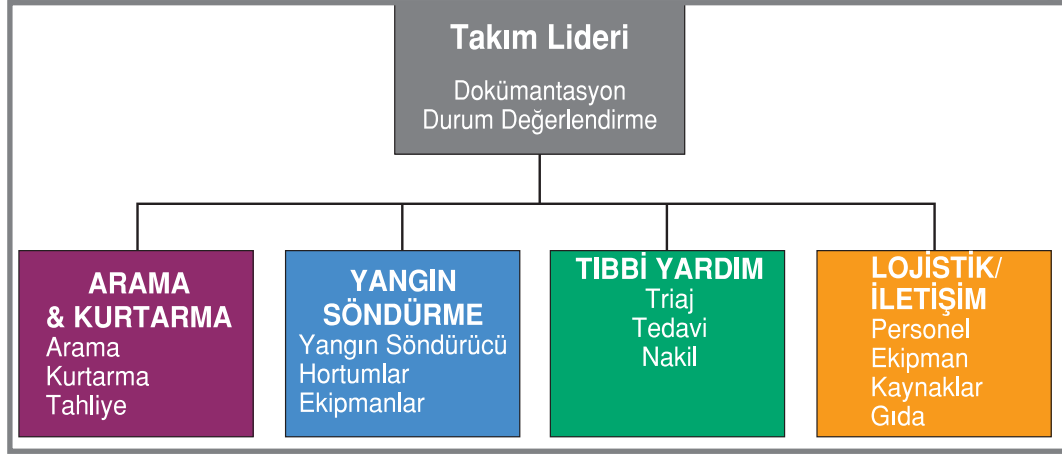 Takım Lideri
Dokümantasyon
Durum Değerlendirme
ARAMA
& KURTARMA
Arama
Kurtarma
Tahliye
YANGIN
SÖNDÜRME
Yangın Söndürücü
Hortumlar
Ekipmanlar
TIBBİ YARDIM
Triaj
Tedavi
Nakil
LOJİSTİK/
İLETİŞİM
Personel
Ekipman
Kaynaklar
Gıda